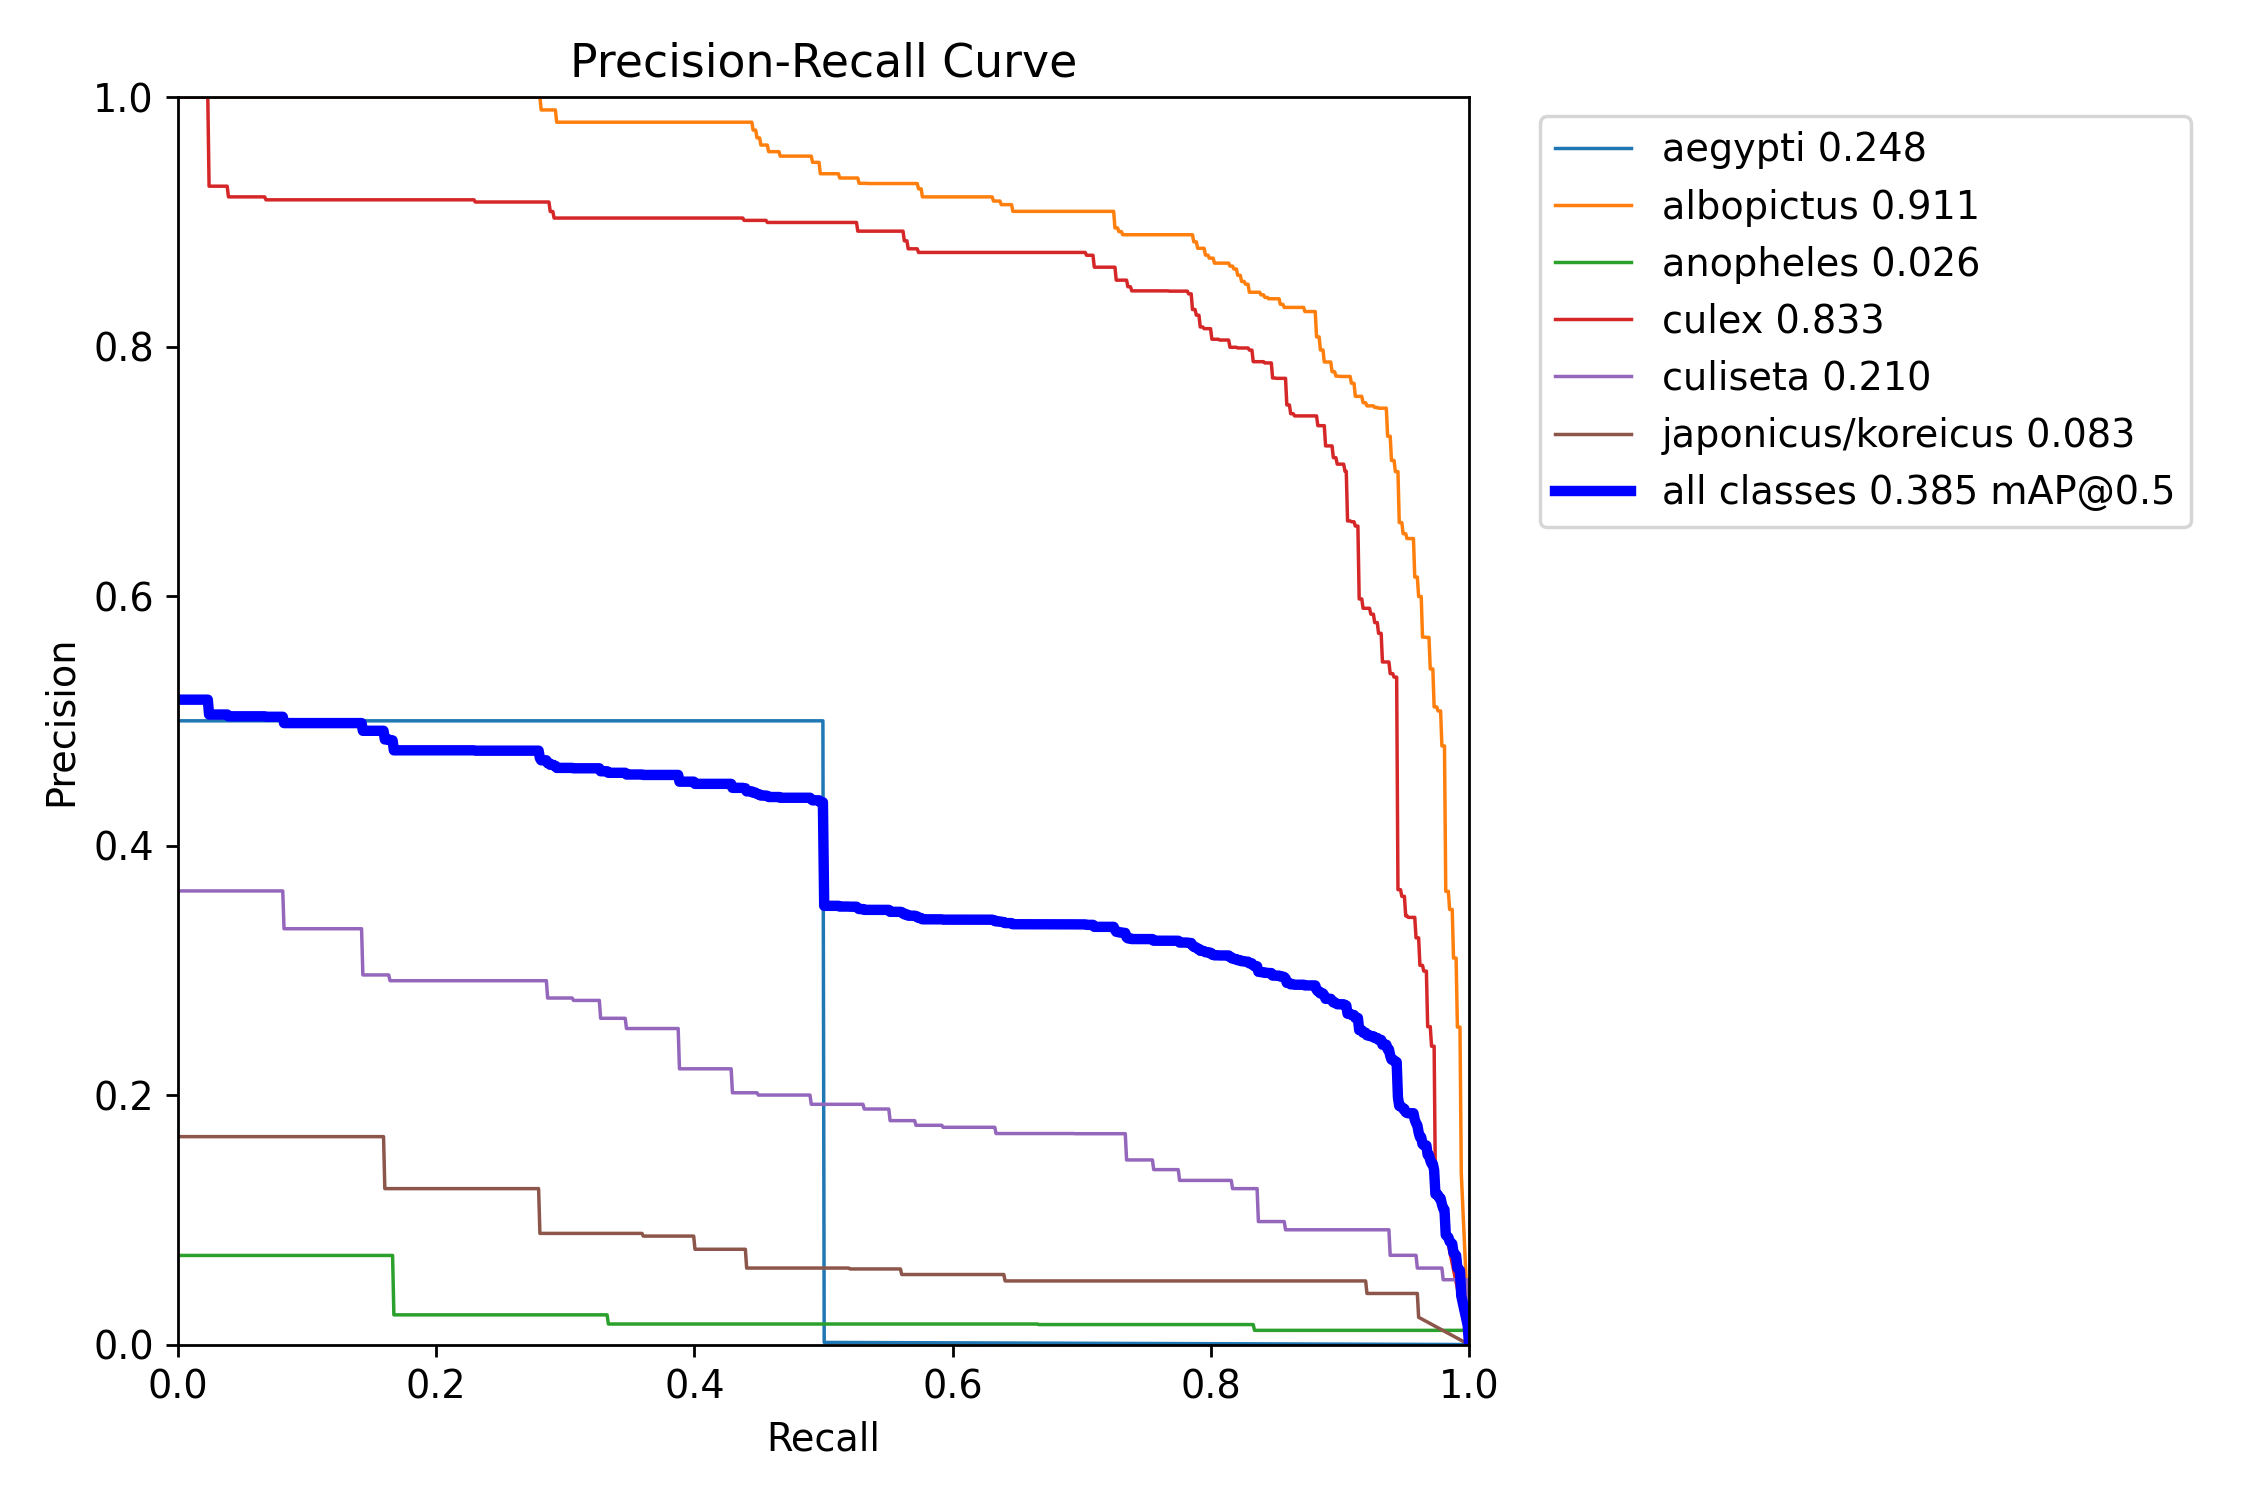 Precision-Recall Curve
1.0
0.8
0.6
0.4
0.2
0.0
Precision
0.0 0.2 0.4 0.6 0.8 1.0
Recall
aegypti 0.248
albopictus 0.911
anopheles 0.026
culex 0.833
culiseta 0.210
japonicus/koreicus 0.083
all classes 0.385 mAP@0.5